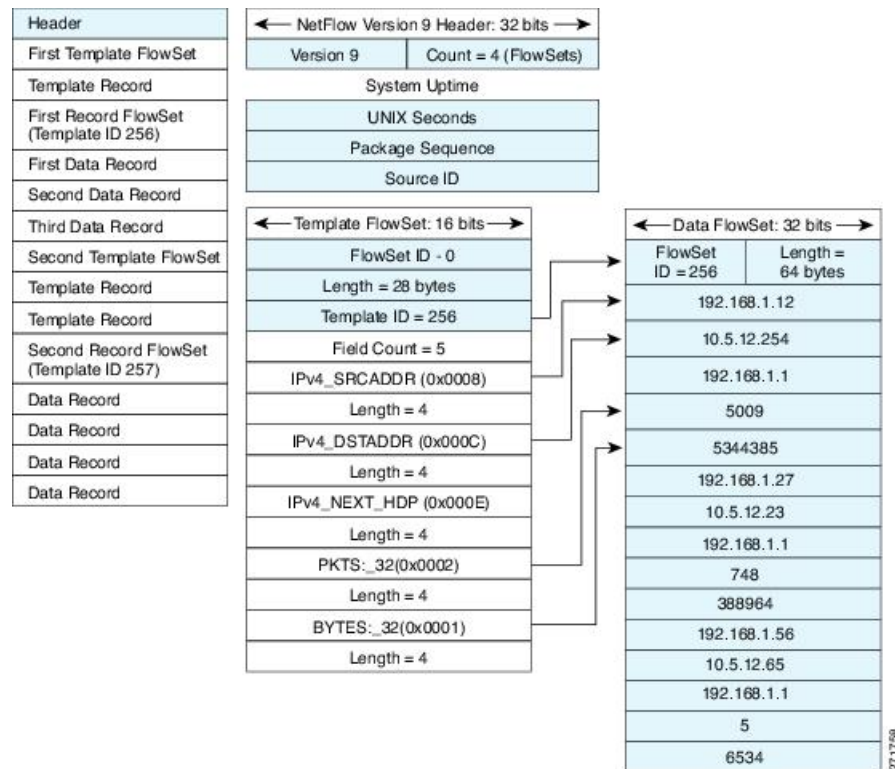 Header
First Template FlowSet
Template Record
First Record FlowSet
(Template ID 256)
First Data Record
Second Data Record
Third Data Record
Second Template FlowSet
Template Record
Template Record
Second Record FlowSet
(Template ID 257)
Data Record
Data Record
Data Record
Data Record
NetFlow Version 9 Header: 32 bits
Version 9
Count = 4 (FlowSets)
System Uptime
UNIX Seconds
Package Sequence
Source ID
Template FlowSet: 16 bits
FlowSet ID - 0
Length = 28 bytes
Template ID = 256
Field Count = 5
IPv4_SRCADDR (0x0008)
Length = 4
IPv4_DSTADDR (0x000C)
Length = 4
IPv4_NEXT_HDP (0x000E)
Length = 4
PKTS:_32(0x0002)
Length = 4
BYTES:_32(0x0001)
Length = 4
Data FlowSet: 32 bits
FlowSet
ID = 256
Length =
64 bytes
192.168.1.12
10.5.12.254
192.168.1.1
5009
5344385
192.168.1.27
10.5.12.23
192.168.1.1
748
388964
192.168.1.56
10.5.12.65
192.168.1.1
5
6534